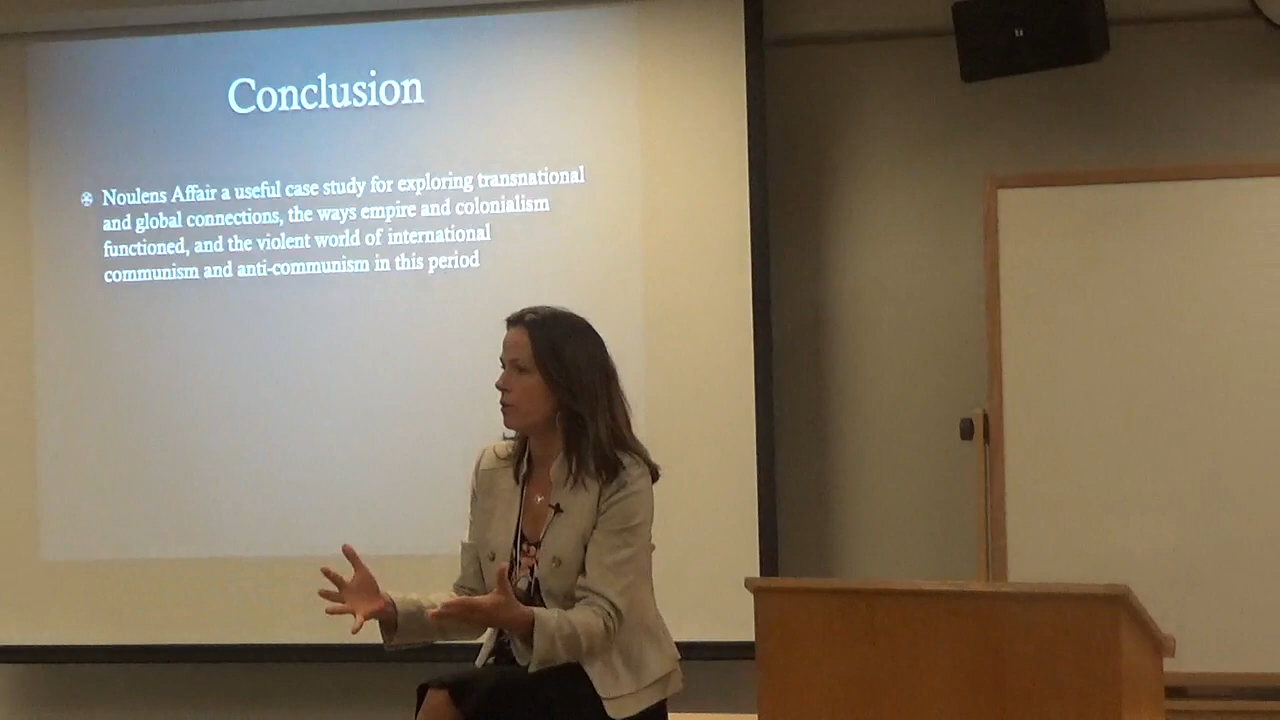 Conclusion
Noulens Affair a useful case study for exploring transnational
and global connections, the ways empire and colonialism
functioned, and the violent world of international
communism and anti-communism in this period